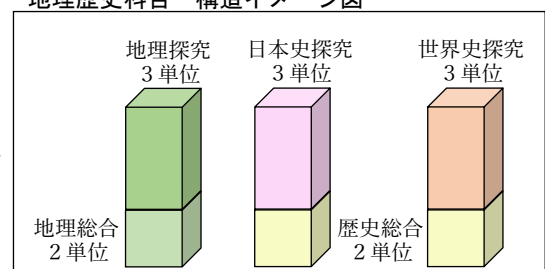 地理歴史科目 構造イメージ図
地理探究
3単位
日本史探究
3単位
世界史探究
3単位
地理総合
2単位
歴史総合
2単位